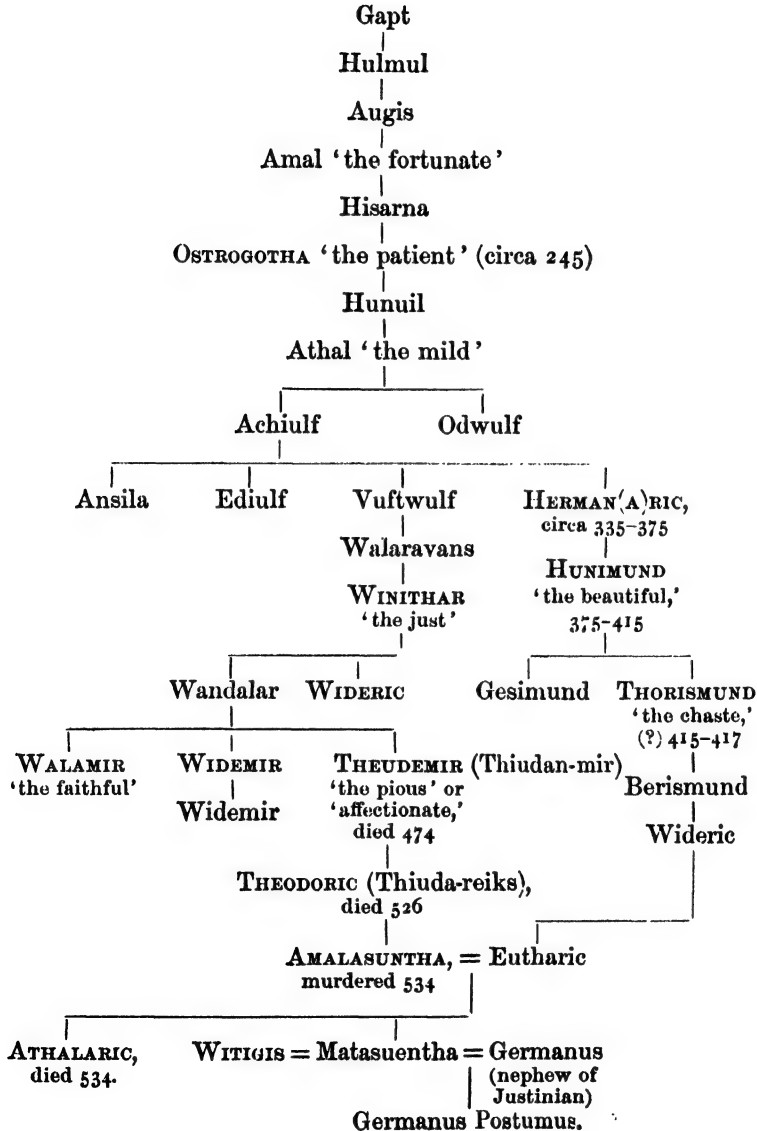 Gapt
Hulmul
Augis
Amal ‘the fortunate’
Hisarna
OSTROGOTHA ‘the patient’ (circa 245)
Hunuil
Athal ‘the mild’
Achiulf Odwulf
Ansila Ediulf Vuftwulf HERMAN(A)RIC,
circa 335–375
Walaravans
HUNIMUND
WINITHAR ‘the beautiful,’
‘the just’ 375–415
Wandalar WIDERIC Gesimund THORISMUND
‘the chaste,’
(?) 415–417
WALAMIR WIDEMIR THEUDEMIR (Thiudan-mir)
‘the faithful’ ‘the pious’ or Berismund
Widemir ‘affectionate,’
died 474 Wideric
THEODORIC (Thiuda-reiks),
died 526
AMALASUNTHA, = Eutharic
murdered 534
ATHALARIC, WITIGIS = Matasuentha = Germanus
died 534. (nephew of
Justinian)
Germanus Postumus.